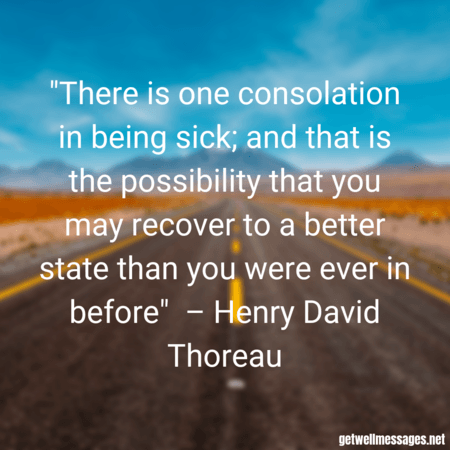 "There is one consolation
in being sick; and that is
the possibility that you
may recover to a better
state than you were ever in
before" – Henry David
Thoreau
getwellmessages.net